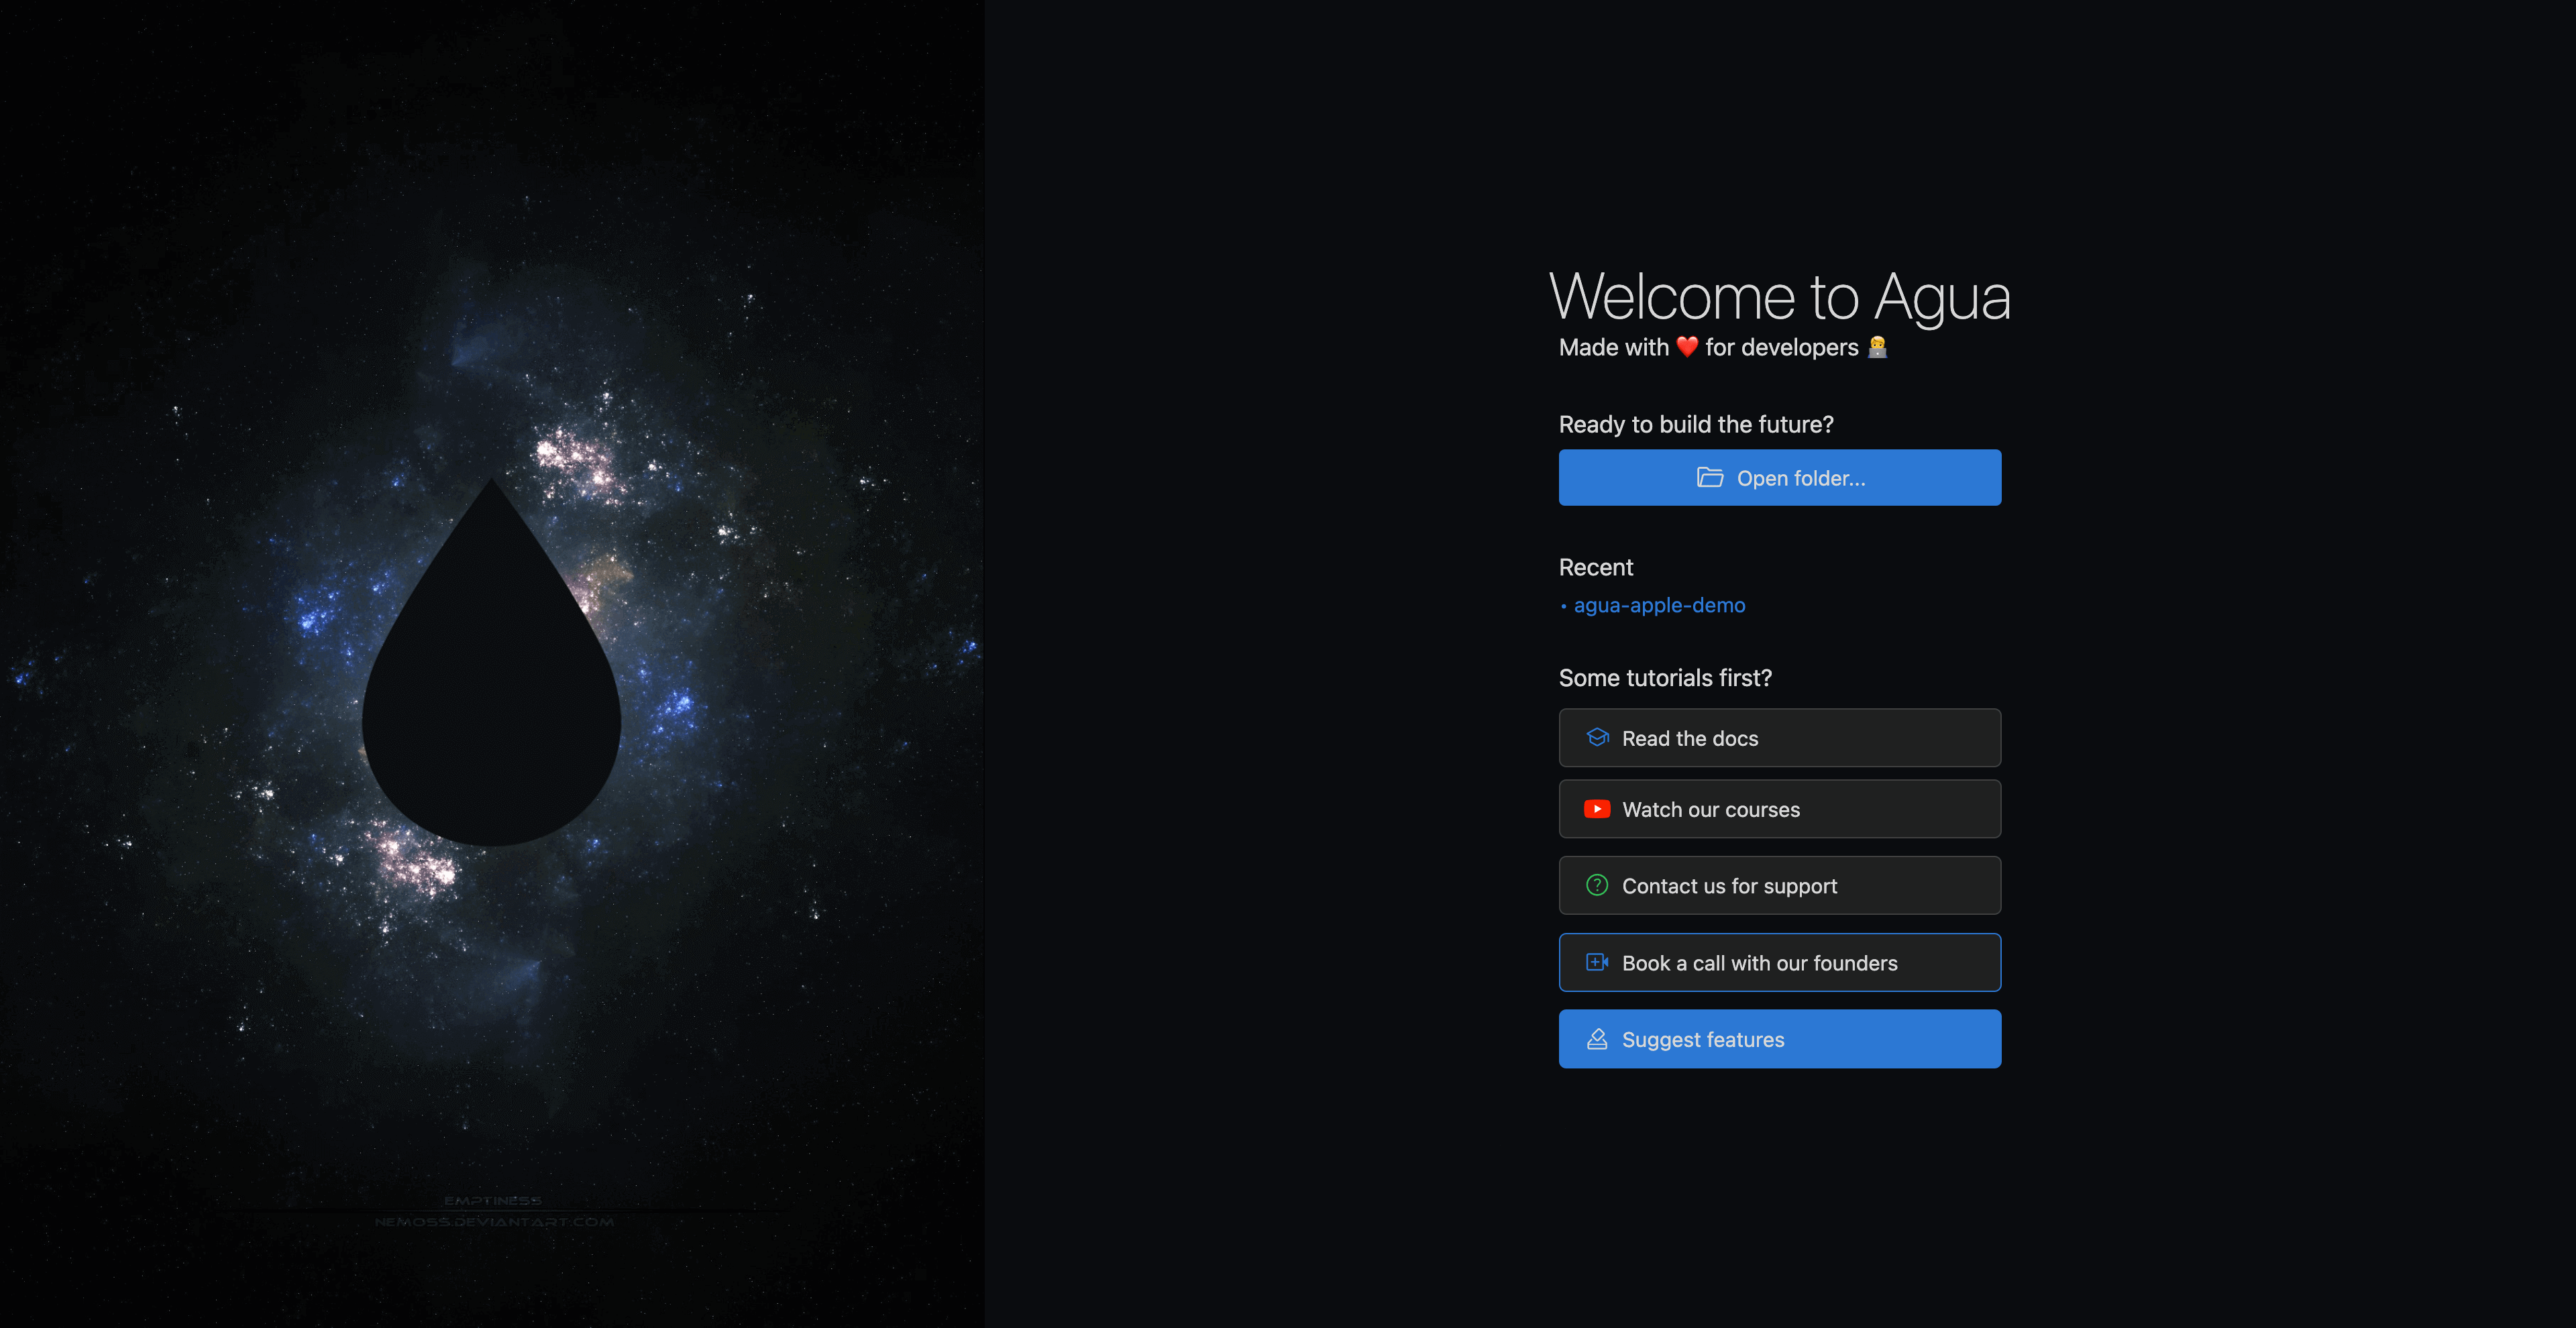 Welcome to Agua
Made with ❤️ for developers 🧑‍💻
Ready to build the future?
Open folder...
Recent
• agua-apple-demo
Some tutorials first?
Read the docs
Watch our courses
Contact us for support
Book a call with our founders
Suggest features
EMPTINESS
NEMOSS.DEVIANTART.COM